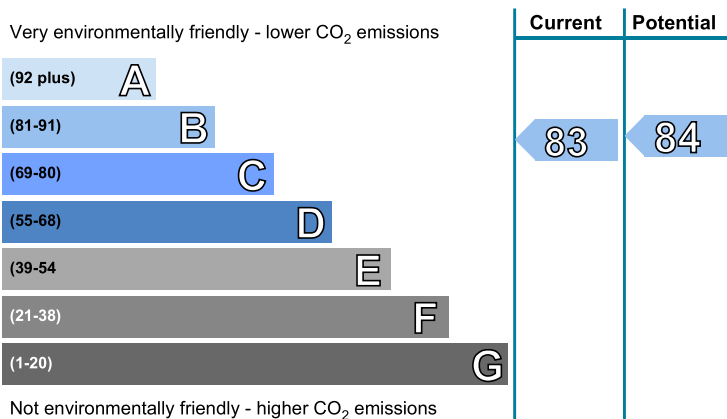 Very environmentally friendly - lower CO2 emissions
Current
Potential
(92 plus) A
(81-91) B
(69-80) C
(55-68) D
(39-54 E
(21-38) F
(1-20) G
83
84
Not environmentally friendly - higher CO2 emissions